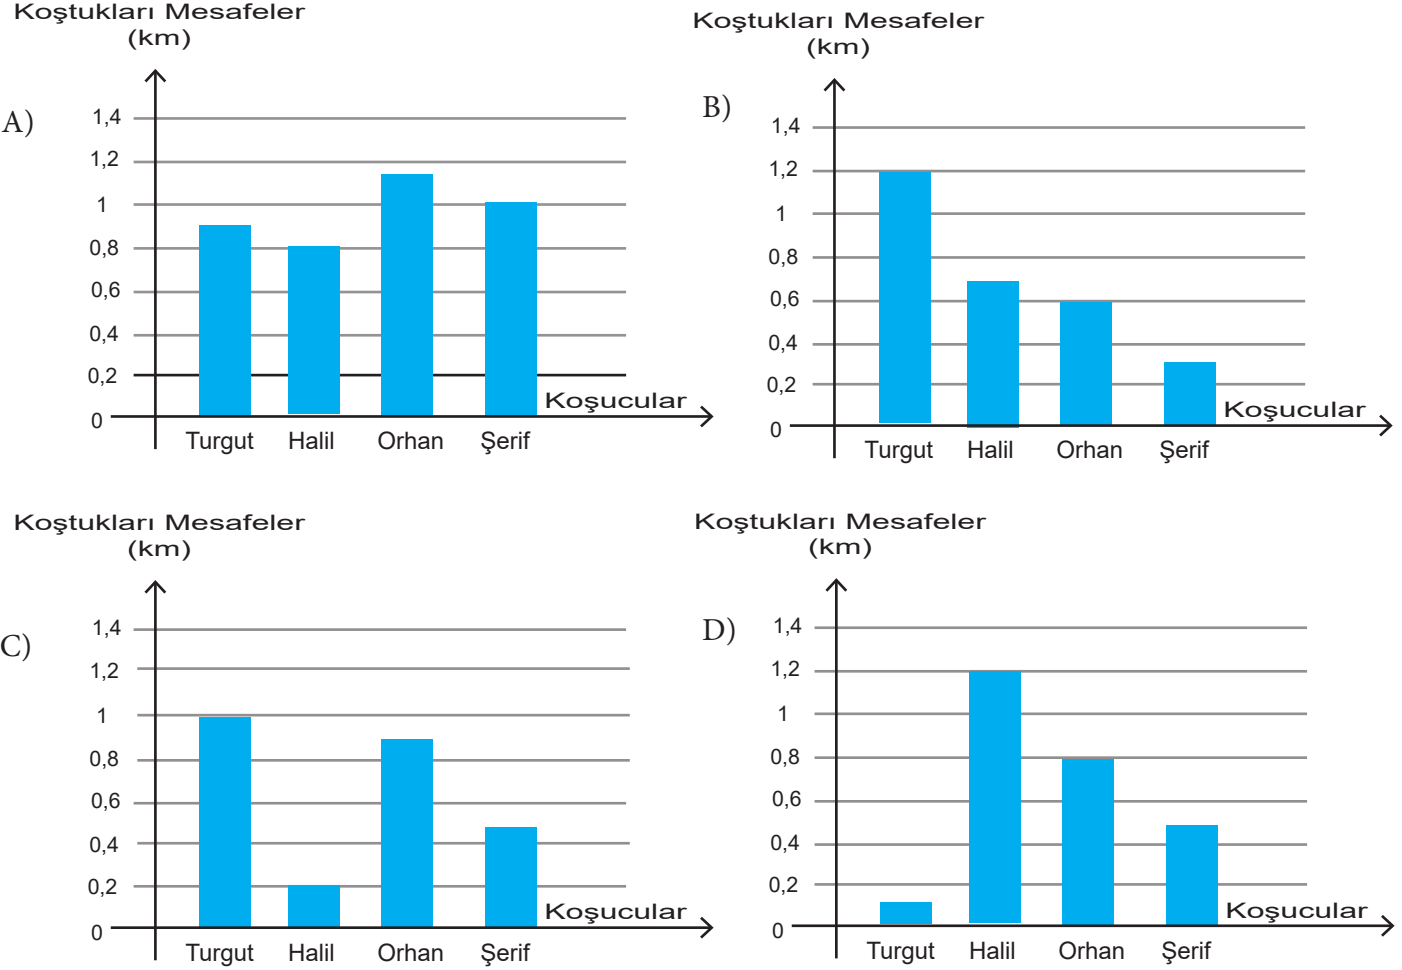 Koştukları Mesafeler
(km)
A)
1,4
1,2
1
0,8
0,6
0,4
0,2
0
Koşucular
Turgut Halil Orhan Şerif
Koştukları Mesafeler
(km)
B)
1,4
1,2
1
0,8
0,6
0,4
0,2
0
Koşucular
Turgut Halil Orhan Şerif
Koştukları Mesafeler
(km)
C)
1,4
1,2
1
0,8
0,6
0,4
0,2
0
Koşucular
Turgut Halil Orhan Şerif
Koştukları Mesafeler
(km)
D)
1,4
1,2
1
0,8
0,6
0,4
0,2
0
Koşucular
Turgut Halil Orhan Şerif